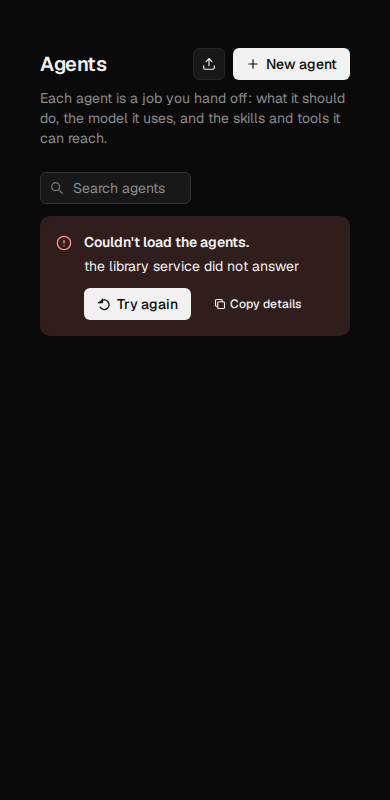 Agents
New agent
Each agent is a job you hand off: what it should
do, the model it uses, and the skills and tools it
can reach.
Search agents
Couldn't load the agents.
the library service did not answer
Try again
Copy details